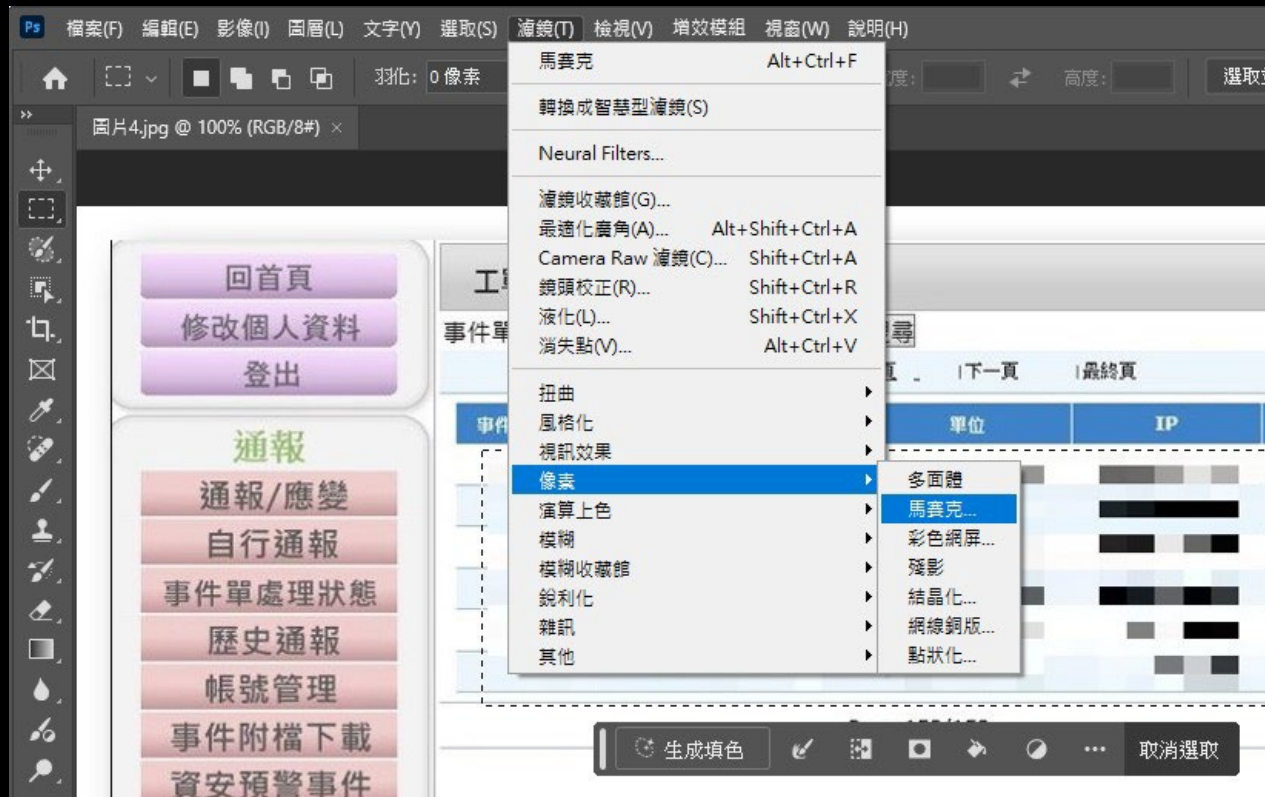 Ps 檔案(F) 編輯(E) 影像(I) 圖層(L) 文字(Y) 選取(S) 濾鏡(T) 檢視(V) 增效模組 視窗(W) 說明(H)
羽化: 0 像素 高度: 選取
圖片4.jpg @ 100% (RGB/8#) ×
馬賽克 Alt+Ctrl+F
轉換成智慧型濾鏡(S)
Neural Filters...
濾鏡收藏館(G)...
最適化廣角(A)... Alt+Shift+Ctrl+A
Camera Raw 濾鏡(C)... Shift+Ctrl+A
鏡頭校正(R)... Shift+Ctrl+R
液化(L)... Shift+Ctrl+X
消失點(V)... Alt+Ctrl+V
扭曲
風格化
視訊效果
像素
演算上色
模糊
模糊收藏館
銳利化
雜訊
其他
多面體
馬賽克...
彩色網屏...
殘影
結晶化...
網線銅版...
點狀化...
回首頁
修改個人資料
登出
通報
通報/應變
自行通報
事件單處理狀態
歷史通報
帳號管理
事件附檔下載
資安預警事件
工
事件單 尋
|下一頁 |最終頁
事件 單位 IP
生成填色 取消選取